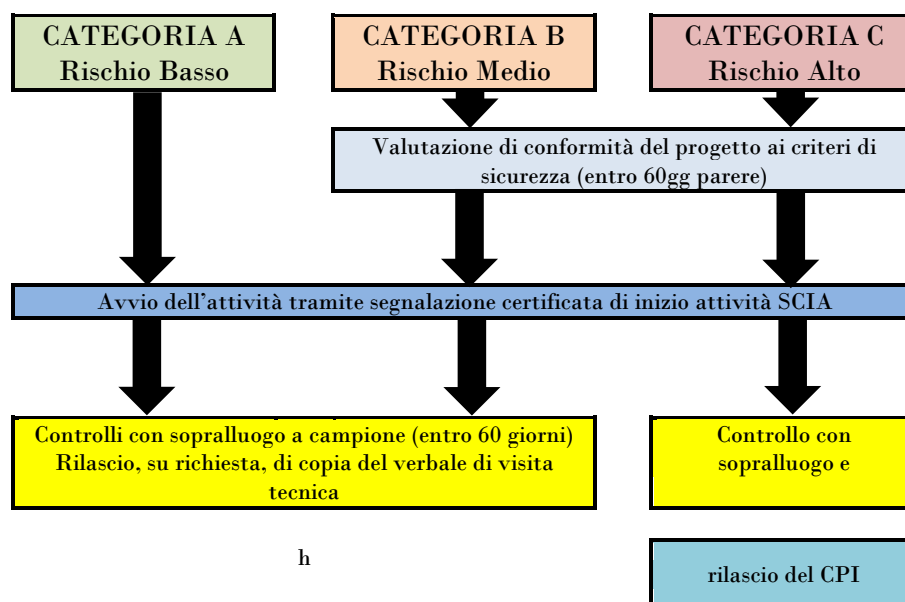 CATEGORIA A
Rischio Basso
CATEGORIA B
Rischio Medio
CATEGORIA C
Rischio Alto
Valutazione di conformità del progetto ai criteri di
sicurezza (entro 60gg parere)
Avvio dell'attività tramite segnalazione certificata di inizio attività SCIA
Controlli con sopralluogo a campione (entro 60 giorni)
Rilascio, su richiesta, di copia del verbale di visita
tecnica
Controllo con
sopralluogo e
h
rilascio del CPI